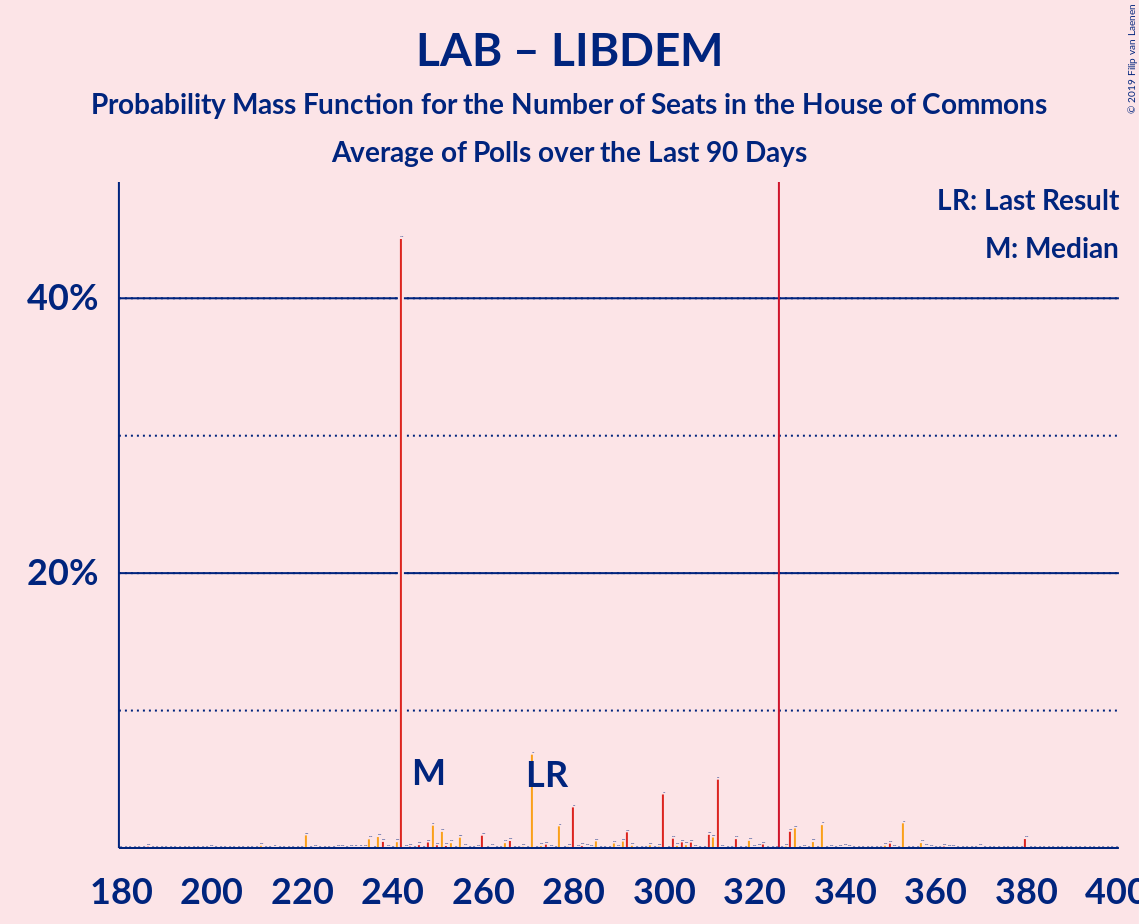 LAB – LIBDEM
Probability Mass Function for the Number of Seats in the House of Commons
Average of Polls over the Last 90 Days
© 2019 Filip van Laenen
LR: Last Result
M: Median
40%
20%
M
LR
180 200 220 240 260 280 300 320 340 360 380 400